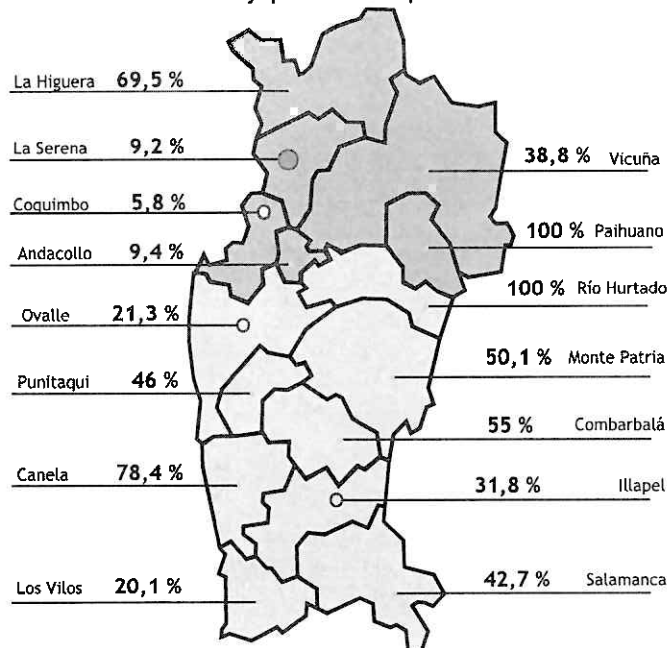 La Higuera 69,5 %
La Serena 9,2 %
38,8 % Vicuña
Coquimbo 5,8 %
100 % Paihuano
Andacollo 9,4 %
100 % Río Hurtado
Ovalle 21,3 %
50,1 % Monte Patria
Punitaqui 46 %
55 % Combarbalá
Canela 78,4 %
31,8 % Illapel
Los Vilos 20,1 %
42,7 % Salamanca